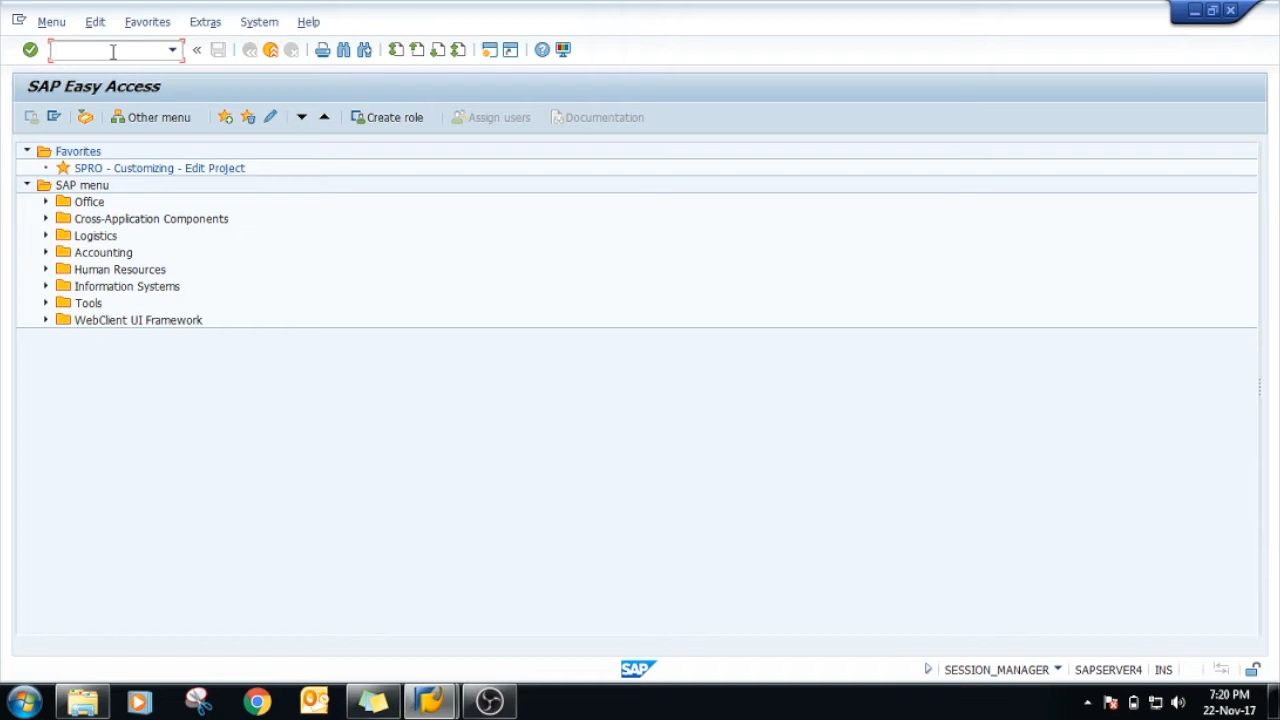 Menu Edit Favorites Extras System Help
SAP Easy Access
Other menu Create role Assign users Documentation
Favorites
SPRO - Customizing - Edit Project
SAP menu
Office
Cross-Application Components
Logistics
Accounting
Human Resources
Information Systems
Tools
WebClient UI Framework
SAP SESSION_MANAGER SAPSERVER4 INS
7:20 PM
22-Nov-17